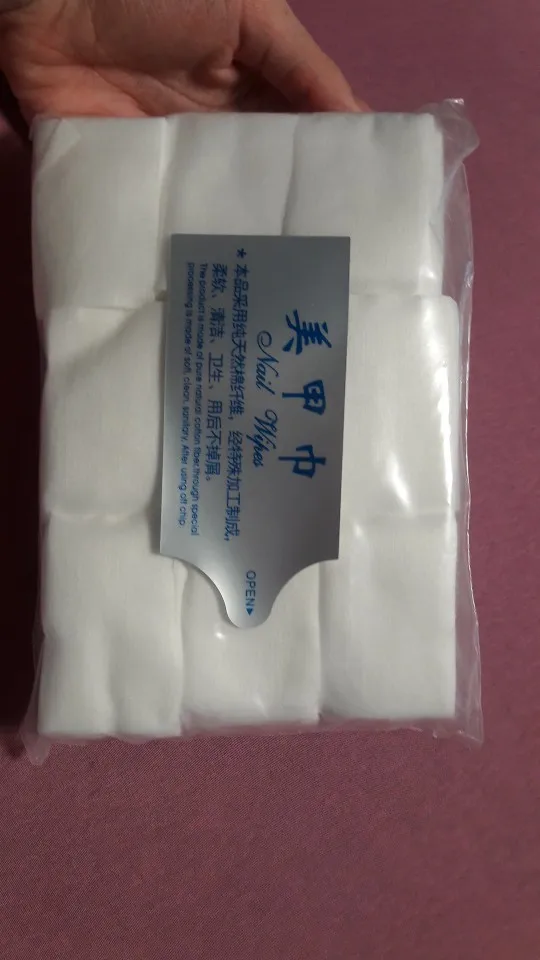 美甲巾
Nail Wipes
★ 本品采用纯天然棉纤维，经特殊加工制成，
柔软、清洁、卫生，用后不掉屑。
The product is made of pure natural cotton fiber,through special
processing is made of soft, clean, sanitary. After using off chip.
OPEN▶